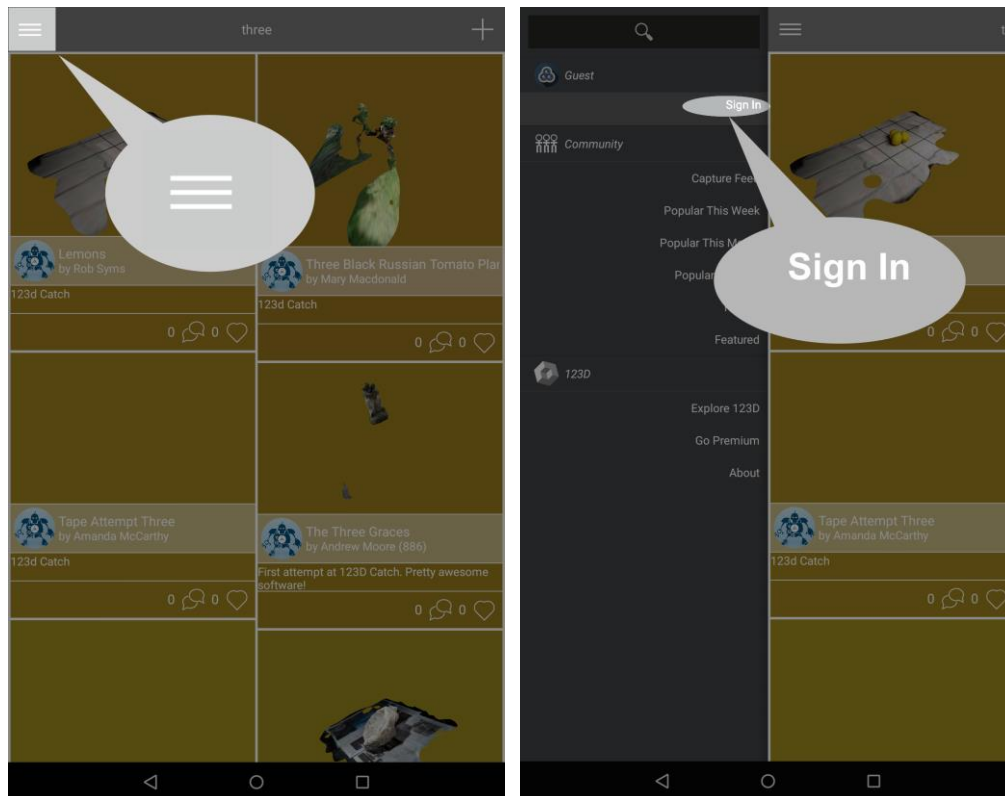 three
Lemons
by Rob Syms
123d Catch
0 0
Three Black Russian Tomato Plan
by Mary Macdonald
123d Catch
0 0
Tape Attempt Three
by Amanda McCarthy
123d Catch
0 0
The Three Graces
by Andrew Moore (886)
First attempt at 123D Catch. Pretty awesome
software!
0 0
Guest
Sign In
Community
Capture Feed
Popular This Week
Popular This
Sign In
Popular
Featured
123D
Explore 123D
Go Premium
About
t
0 0
Tape Attempt Three
by Amanda McCarthy
123d Catch
0 0